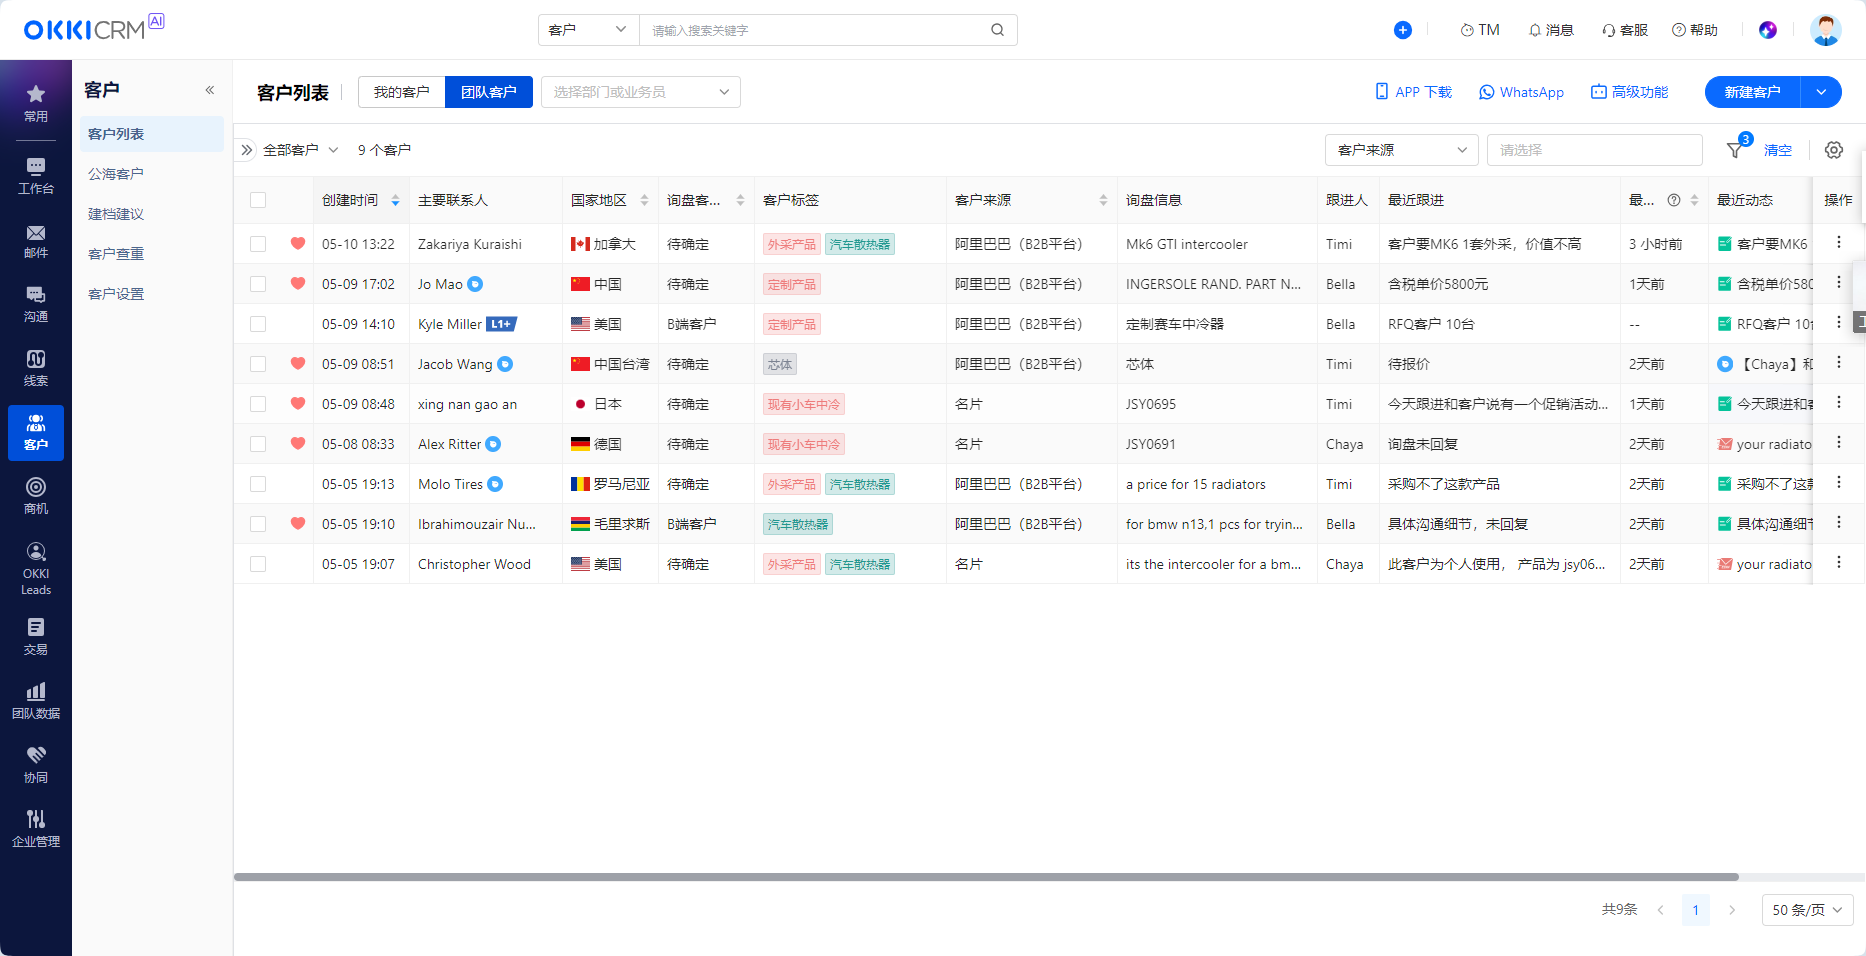 OKKICRM AI
客户 请输入搜索关键字 TM 消息 客服 帮助
常用
工作台
邮件
沟通
线索
客户
商机
OKKI
Leads
交易
团队数据
协同
企业管理
客户
客户列表
公海客户
建档建议
客户查重
客户设置
客户列表 我的客户 团队客户 选择部门或业务员 APP 下载 WhatsApp 高级功能 新建客户
全部客户 9 个客户 客户来源 请选择 3 清空
创建时间 主要联系人 国家地区 询盘客... 客户标签 客户来源 询盘信息 跟进人 最近跟进 最... 最近动态 操作
05-10 13:22 Zakariya Kuraishi 加拿大 待确定 外采产品 汽车散热器 阿里巴巴（B2B平台） Mk6 GTI intercooler Timi 客户要MK6 1套外采，价值不高 3 小时前 客户要MK6
05-09 17:02 Jo Mao 中国 待确定 定制产品 阿里巴巴（B2B平台） INGERSOLE RAND. PART N... Bella 含税单价5800元 1天前 含税单价580
05-09 14:10 Kyle Miller L1+ 美国 B端客户 定制产品 阿里巴巴（B2B平台） 定制赛车中冷器 Bella RFQ客户 10台 -- RFQ客户 10
05-09 08:51 Jacob Wang 中国台湾 待确定 芯体 阿里巴巴（B2B平台） 芯体 Timi 待报价 2天前 【Chaya】和
05-09 08:48 xing nan gao an 日本 待确定 现有小车中冷 名片 JSY0695 Timi 今天跟进和客户说有一个促销活动... 1天前 今天跟进和客
05-08 08:33 Alex Ritter 德国 待确定 现有小车中冷 名片 JSY0691 Chaya 询盘未回复 2天前 your radiato
05-05 19:13 Molo Tires 罗马尼亚 待确定 外采产品 汽车散热器 阿里巴巴（B2B平台） a price for 15 radiators Timi 采购不了这款产品 2天前 采购不了这款
05-05 19:10 Ibrahimouzair Nu... 毛里求斯 B端客户 汽车散热器 阿里巴巴（B2B平台） for bmw n13,1 pcs for tryin... Bella 具体沟通细节，未回复 2天前 具体沟通细节
05-05 19:07 Christopher Wood 美国 待确定 外采产品 汽车散热器 名片 its the intercooler for a bm... Chaya 此客户为个人使用， 产品为 jsy06... 2天前 your radiato
共9条 1 50 条/页